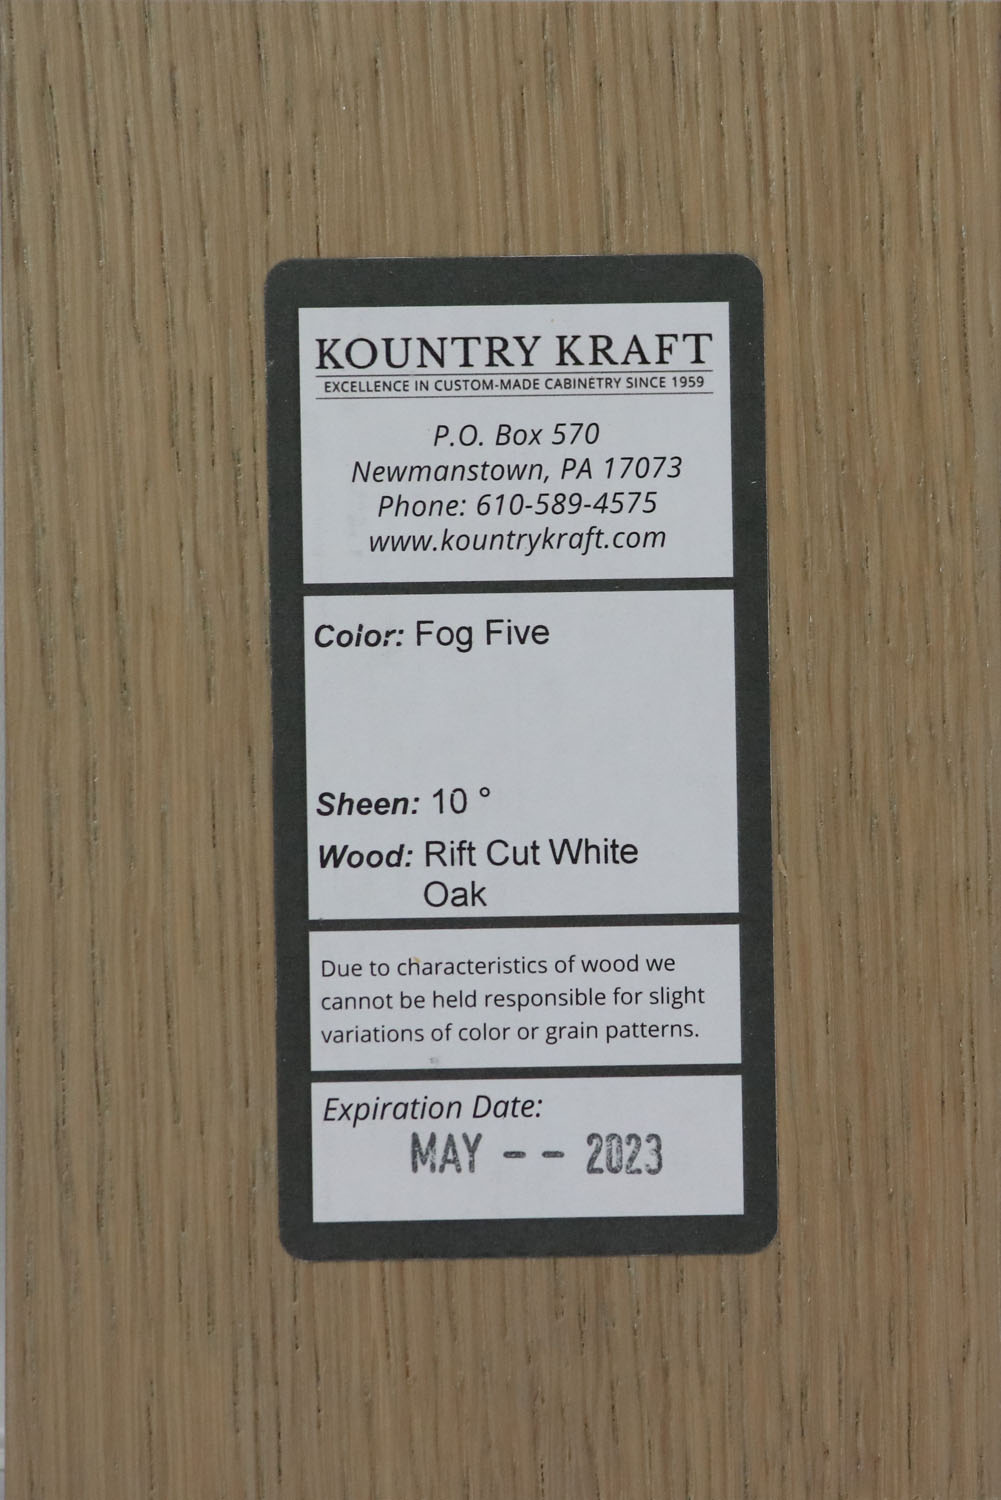 KOUNTRY KRAFT
EXCELLENCE IN CUSTOM-MADE CABINETRY SINCE 1959
P.O. Box 570
Newmanstown, PA 17073
Phone: 610-589-4575
www.kountrykraft.com
Color: Fog Five
Sheen: 10 °
Wood: Rift Cut White
Oak
Due to characteristics of wood we
cannot be held responsible for slight
variations of color or grain patterns.
Expiration Date:
MAY -- 2023